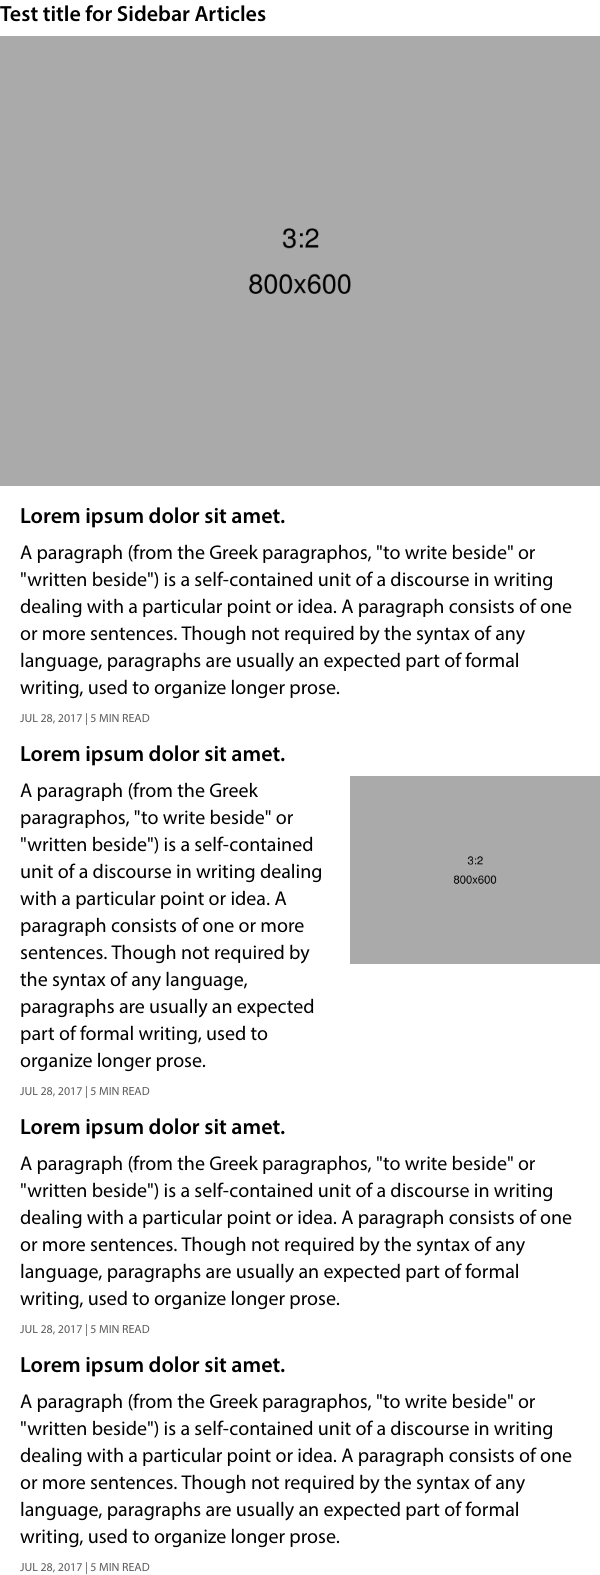 Test title for Sidebar Articles
3:2
800x600
Lorem ipsum dolor sit amet.
A paragraph (from the Greek paragraphos, "to write beside" or
"written beside") is a self-contained unit of a discourse in writing
dealing with a particular point or idea. A paragraph consists of one
or more sentences. Though not required by the syntax of any
language, paragraphs are usually an expected part of formal
writing, used to organize longer prose.
JUL 28, 2017 | 5 MIN READ
Lorem ipsum dolor sit amet.
A paragraph (from the Greek
paragraphos, "to write beside" or
"written beside") is a self-contained
unit of a discourse in writing dealing
with a particular point or idea. A
paragraph consists of one or more
sentences. Though not required by
the syntax of any language,
paragraphs are usually an expected
part of formal writing, used to
organize longer prose.
3:2
800x600
JUL 28, 2017 | 5 MIN READ
Lorem ipsum dolor sit amet.
A paragraph (from the Greek paragraphos, "to write beside" or
"written beside") is a self-contained unit of a discourse in writing
dealing with a particular point or idea. A paragraph consists of one
or more sentences. Though not required by the syntax of any
language, paragraphs are usually an expected part of formal
writing, used to organize longer prose.
JUL 28, 2017 | 5 MIN READ
Lorem ipsum dolor sit amet.
A paragraph (from the Greek paragraphos, "to write beside" or
"written beside") is a self-contained unit of a discourse in writing
dealing with a particular point or idea. A paragraph consists of one
or more sentences. Though not required by the syntax of any
language, paragraphs are usually an expected part of formal
writing, used to organize longer prose.
JUL 28, 2017 | 5 MIN READ